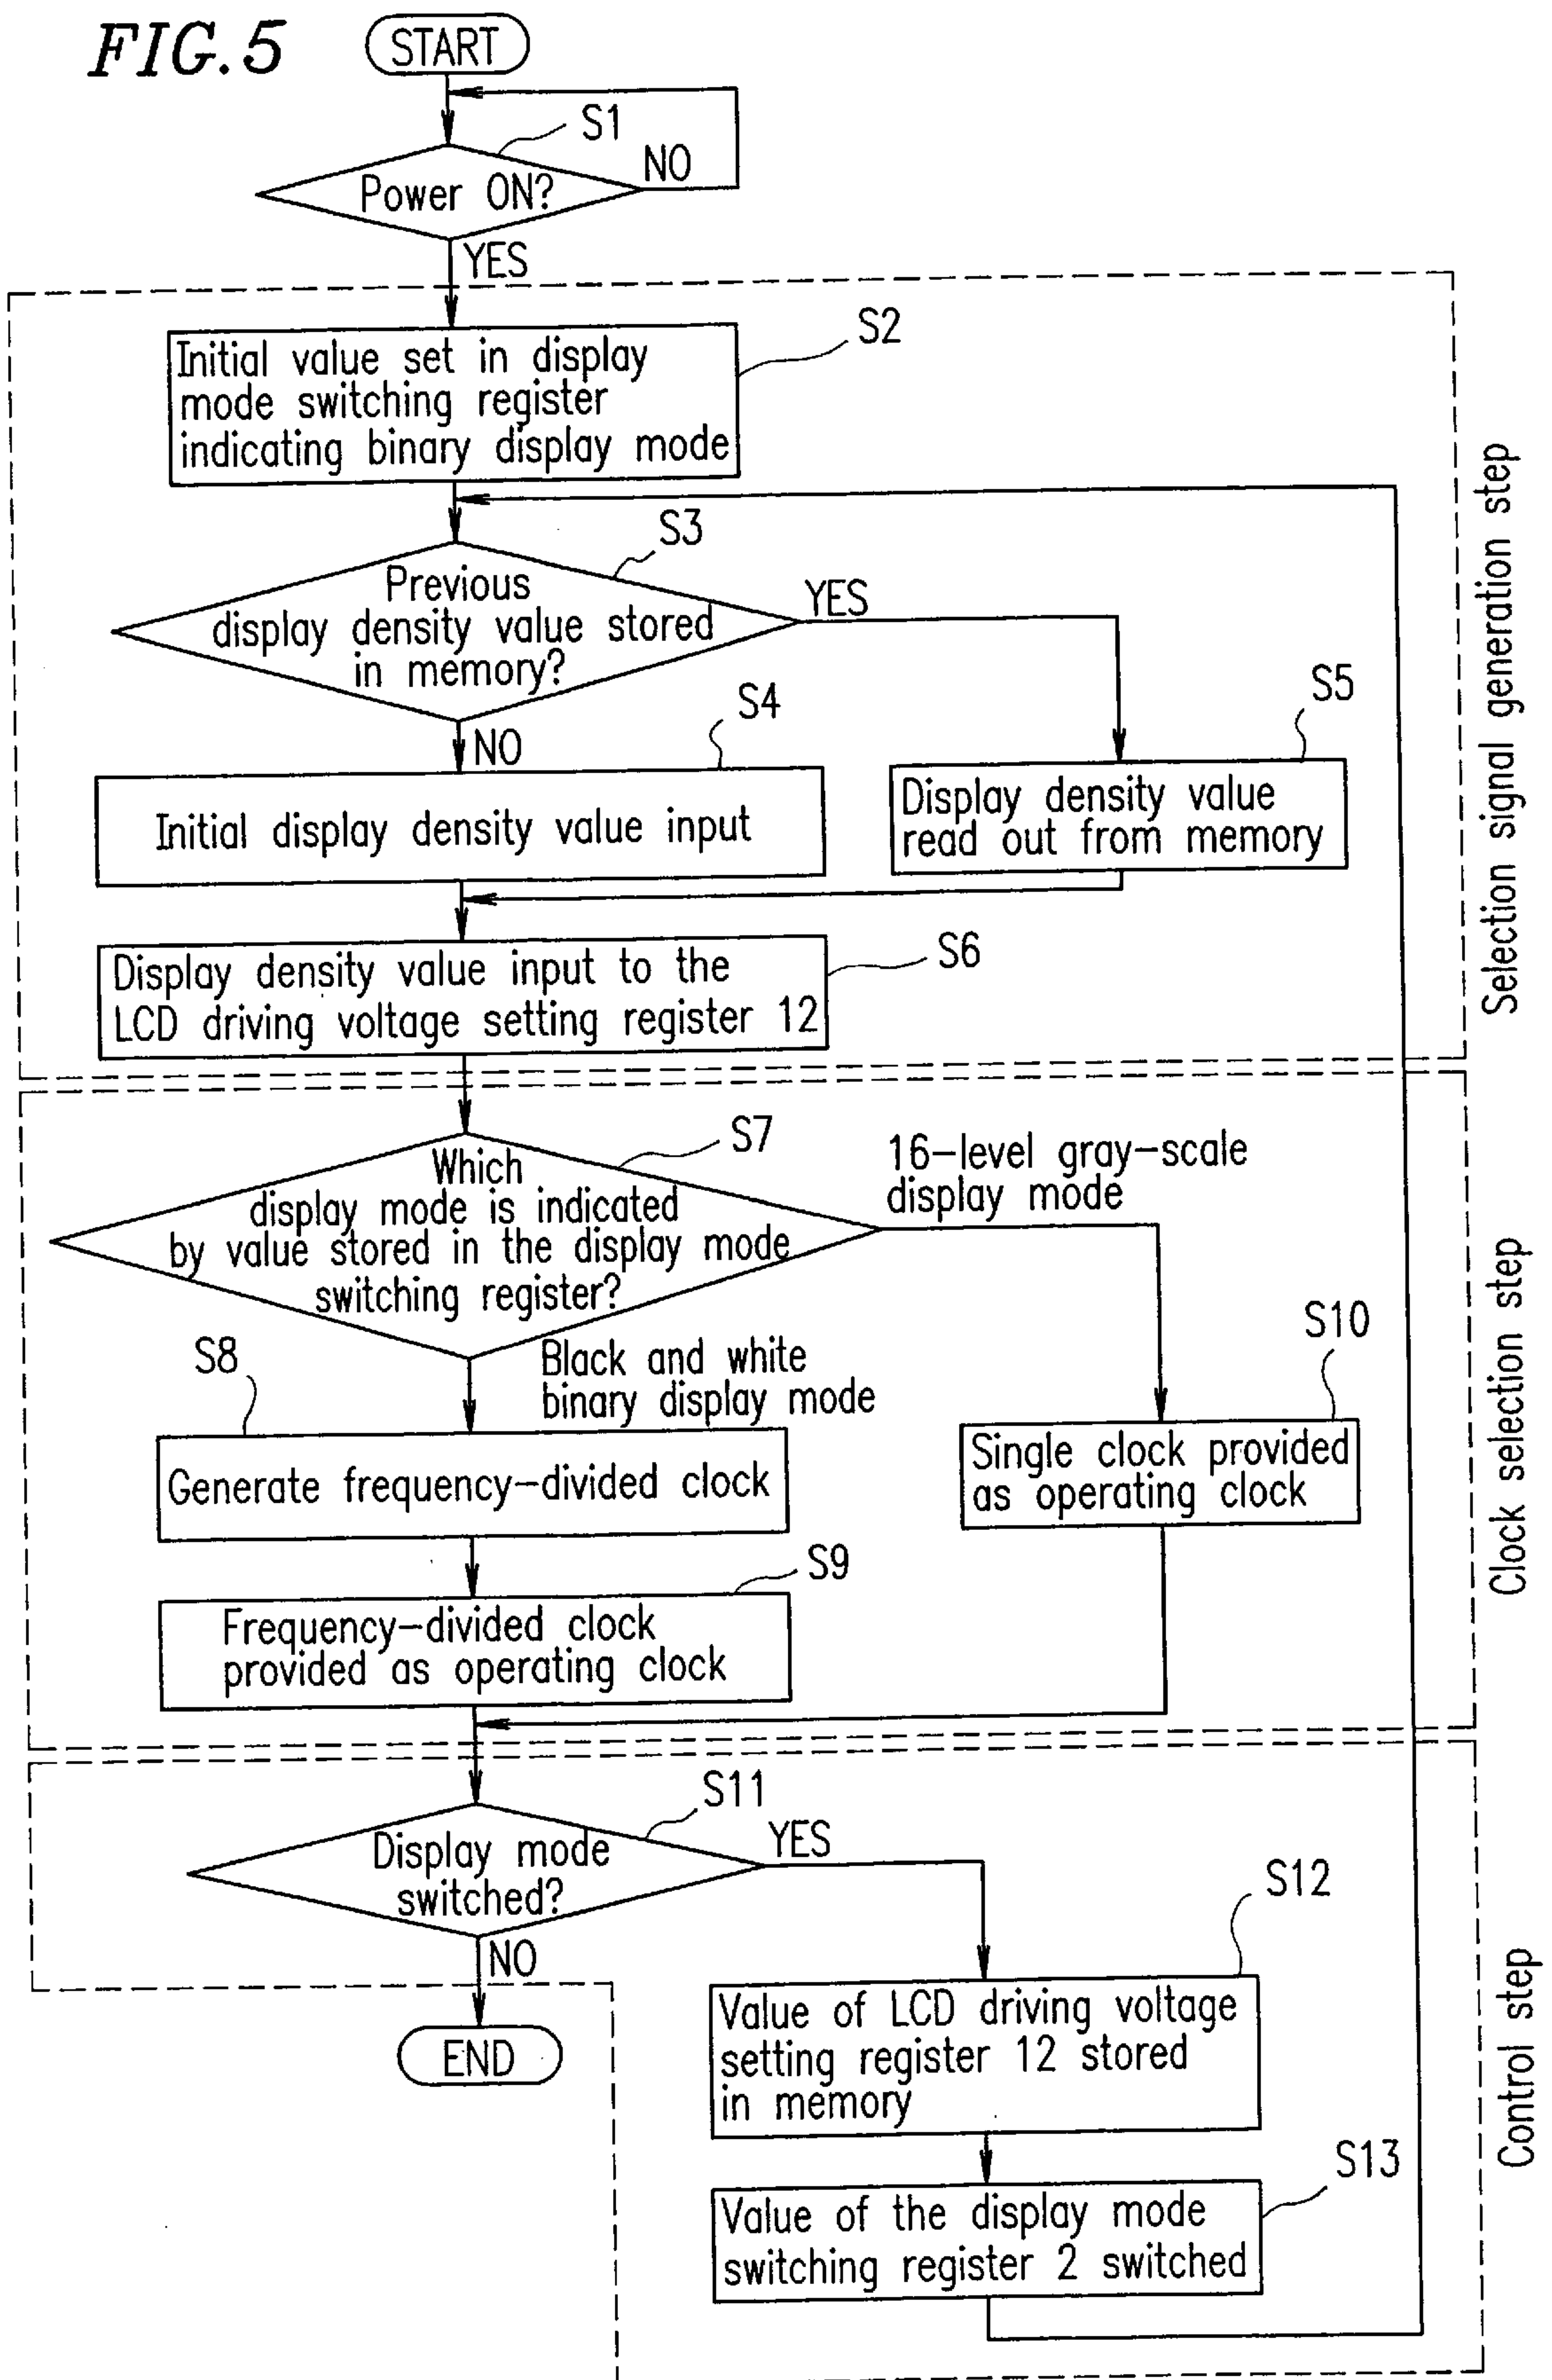 FIG.5
START
S1
NO
Power ON?
YES
S2
Initial value set in display
mode switching register
indicating binary display mode
S3
Previous
display density value stored
in memory?
YES
S4
S5
NO
Initial display density value input
Display density value
read out from memory
S6
Display density value input to the
LCD driving voltage setting register 12
Selection signal generation step
S7
Which
display mode is indicated
by value stored in the display mode
switching register?
16-level gray-scale
display mode
S8
Black and white
binary display mode
S10
Generate frequency-divided clock
Single clock provided
as operating clock
S9
Frequency-divided clock
provided as operating clock
Clock selection step
S11
Display mode
switched?
YES
S12
NO
END
Value of LCD driving voltage
setting register 12 stored
in memory
S13
Value of the display mode
switching register 2 switched
Control step